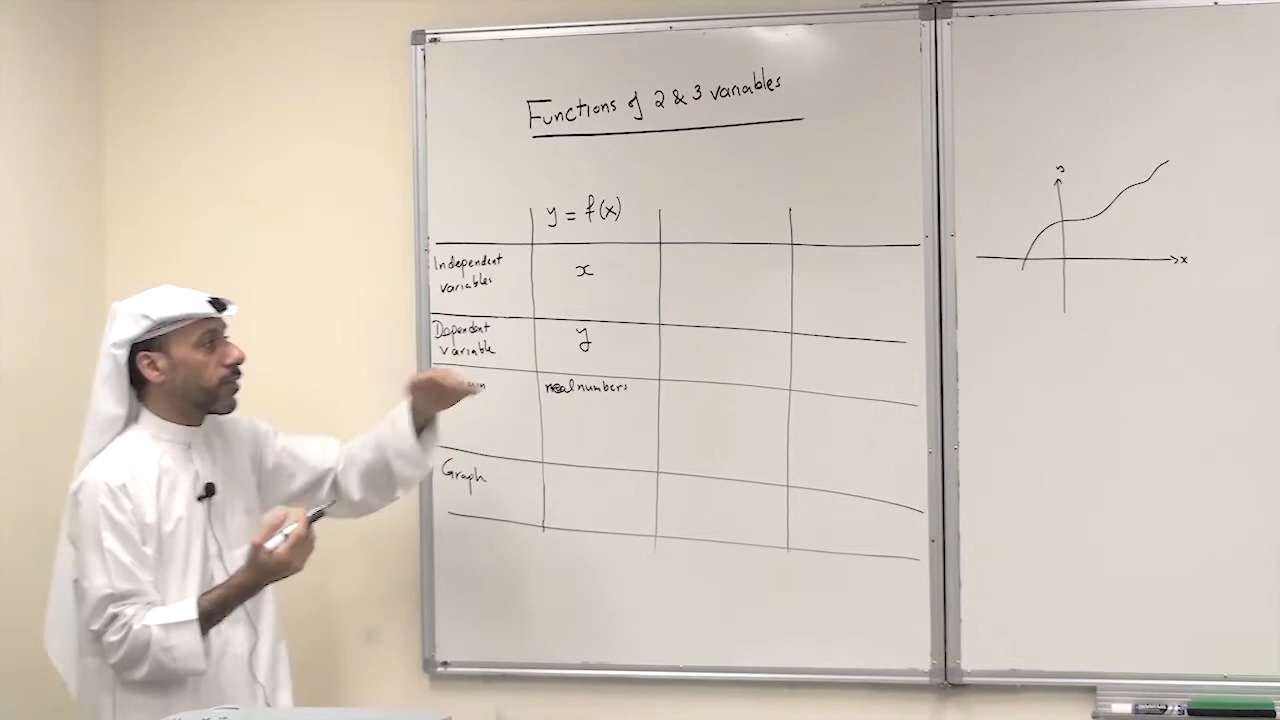 Functions of 2 & 3 variables
y = f(x)
Independent
variables
x
Dependent
variable
y
real numbers
Graph
y
x